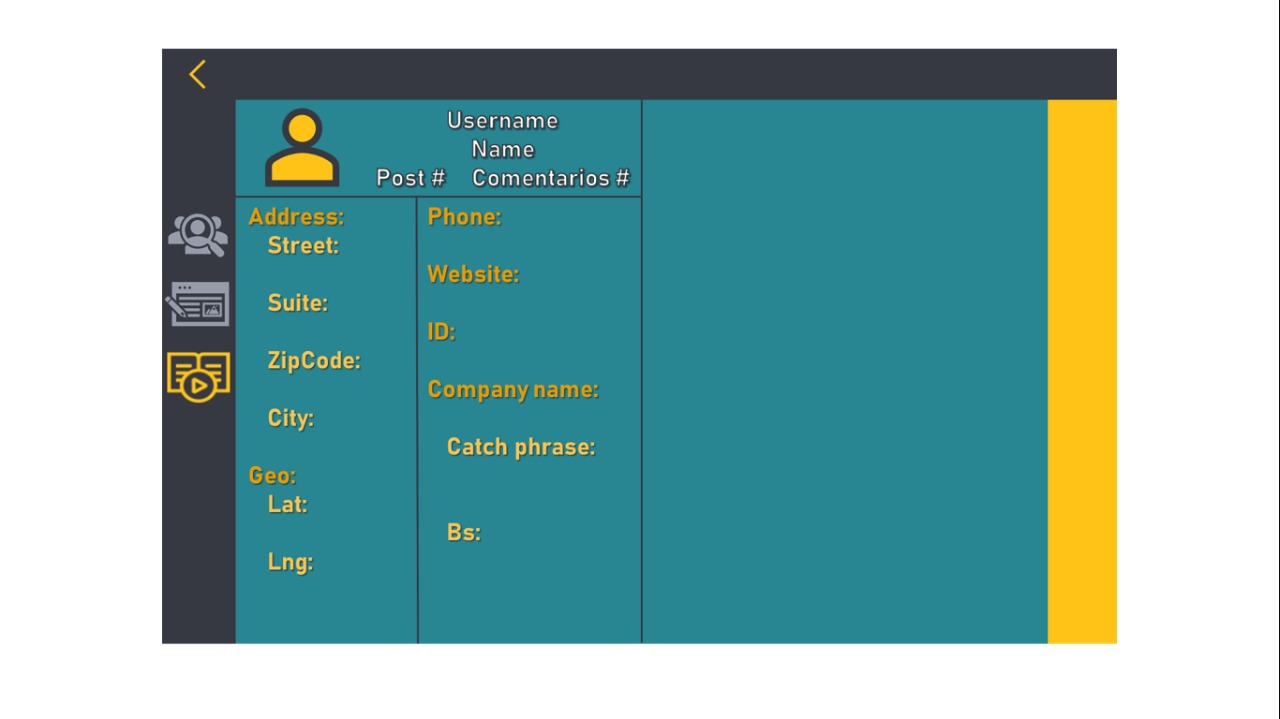 Username
Name
Post # Comentarios #
Address:
Street:
Suite:
ZipCode:
City:
Geo:
Lat:
Lng:
Phone:
Website:
ID:
Company name:
Catch phrase:
Bs: